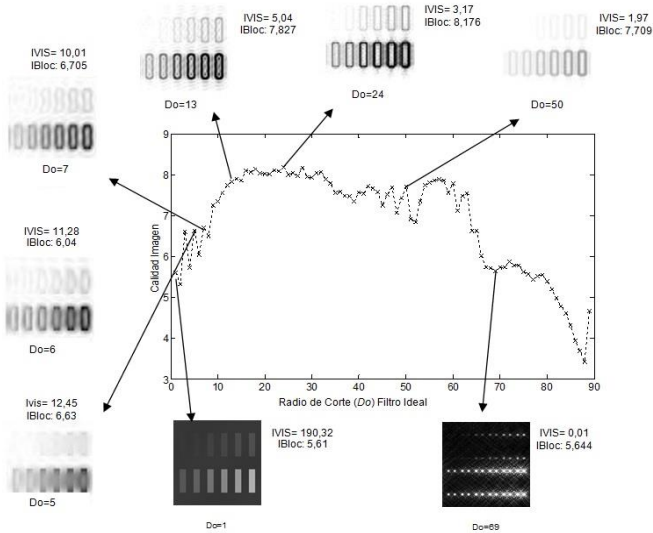 IVIS= 10,01
IBloc: 6,705
Do=7
IVIS= 5,04
IBloc: 7,827
Do=13
IVIS= 3,17
IBloc: 8,176
Do=24
IVIS= 1,97
IBloc: 7,709
Do=50
IVIS= 11,28
IBloc: 6,04
Do=6
Ivis= 12,45
IBloc: 6,63
Do=5
Calidad Imagen
9
8
7
6
5
4
3
0 10 20 30 40 50 60 70 80 90
Radio de Corte (Do) Filtro Ideal
IVIS= 190,32
IBloc: 5,61
Do=1
IVIS= 0,01
IBloc: 5,644
Do=69